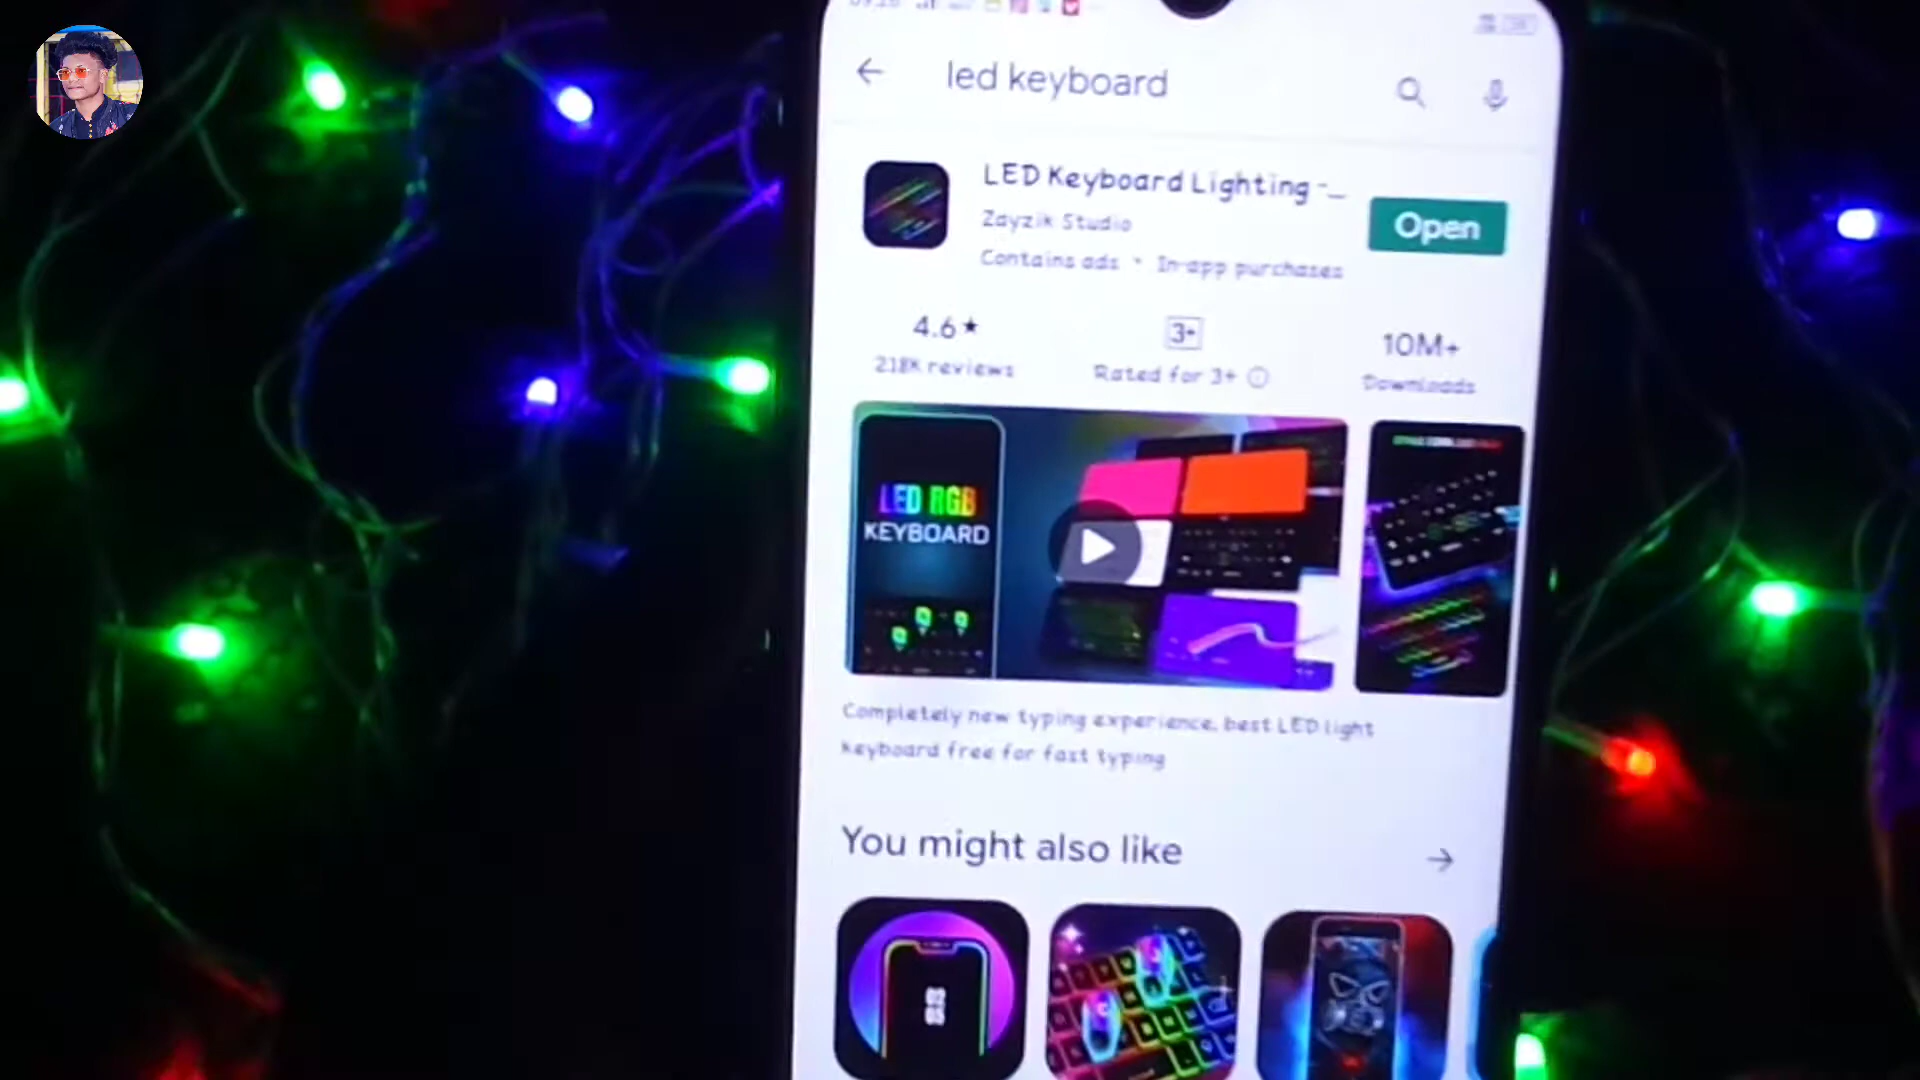 led keyboard
LED Keyboard Lighting -...
Zayzik Studio
Open
Contains ads • In-app purchases
4.6★
3+
10M+
218K reviews
Rated for 3+
Downloads
LED RGB
KEYBOARD
Completely new typing experience, best LED light
keyboard free for fast typing
You might also like